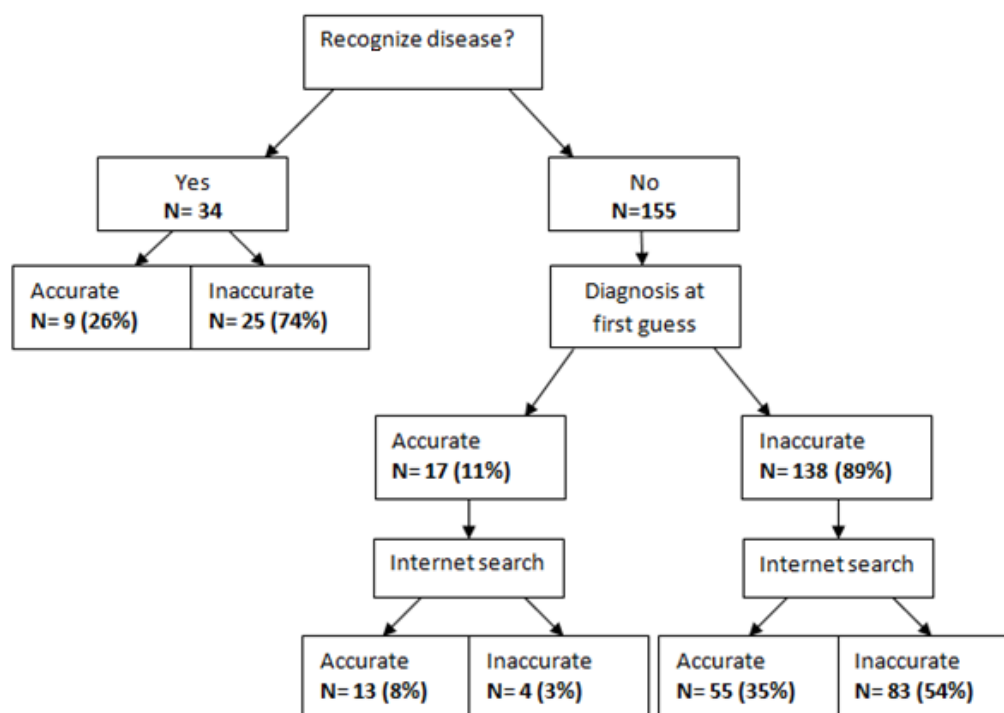 Recognize disease?
Yes
N= 34
No
N=155
Accurate
N= 9 (26%)
Inaccurate
N= 25 (74%)
Diagnosis at
first guess
Accurate
N= 17 (11%)
Inaccurate
N= 138 (89%)
Internet search
Internet search
Accurate
N= 13 (8%)
Inaccurate
N= 4 (3%)
Accurate
N= 55 (35%)
Inaccurate
N= 83 (54%)